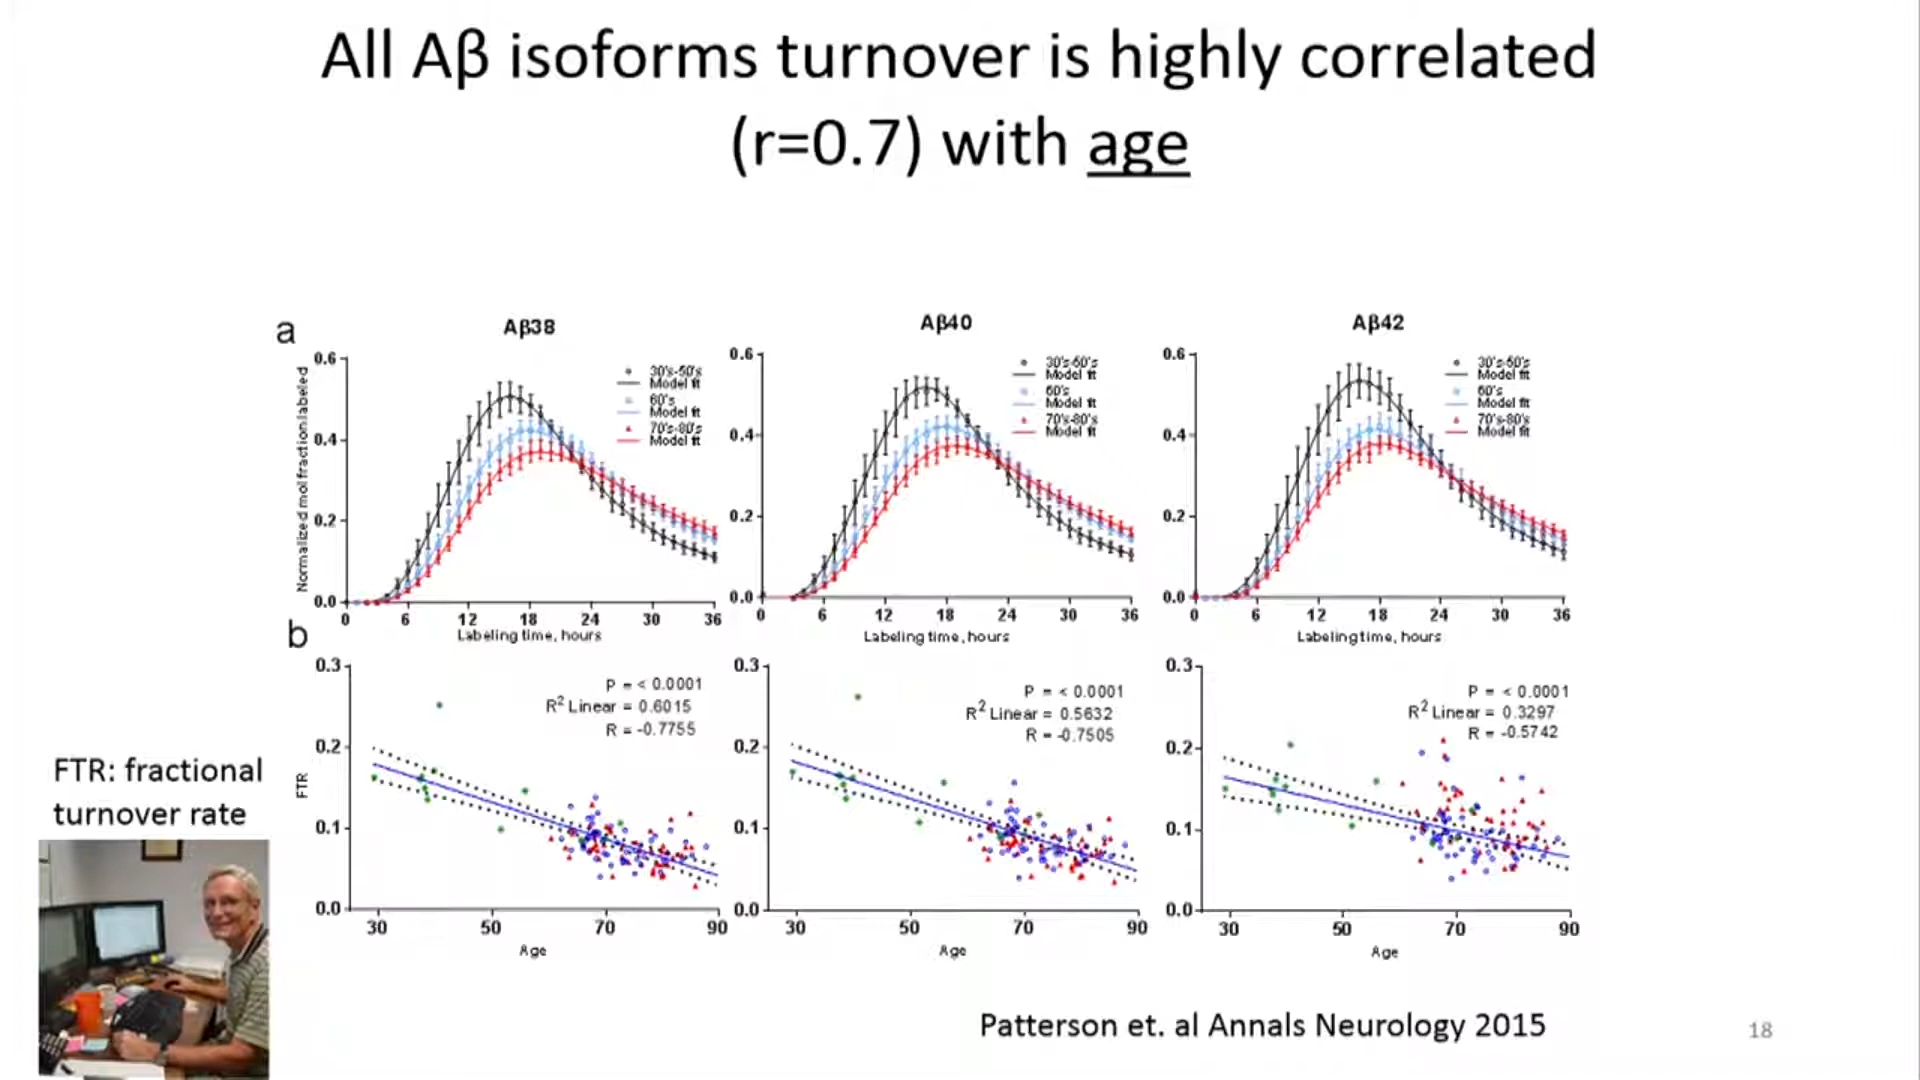 All Aβ isoforms turnover is highly correlated
(r=0.7) with age
a
Aβ38
Aβ40
Aβ42
Normalized mol fraction labeled
0.6
0.4
0.2
0.0
0 6 12 18 24 30 36
Labeling time, hours
30's-50's
Model fit
60's
Model fit
70's-80's
Model fit
0.6
0.4
0.2
0.0
0 6 12 18 24 30 36
Labeling time, hours
30's-50's
Model fit
60's
Model fit
70's-80's
Model fit
0.6
0.4
0.2
0.0
0 6 12 18 24 30 36
Labeling time, hours
30's-50's
Model fit
60's
Model fit
70's-80's
Model fit
b
FTR
0.3
0.2
0.1
0.0
30 50 70 90
Age
P = < 0.0001
R² Linear = 0.6015
R = -0.7755
0.3
0.2
0.1
0.0
30 50 70 90
Age
P = < 0.0001
R² Linear = 0.5632
R = -0.7505
0.3
0.2
0.1
0.0
30 50 70 90
Age
P = < 0.0001
R² Linear = 0.3297
R = -0.5742
FTR: fractional
turnover rate
Patterson et. al Annals Neurology 2015
18